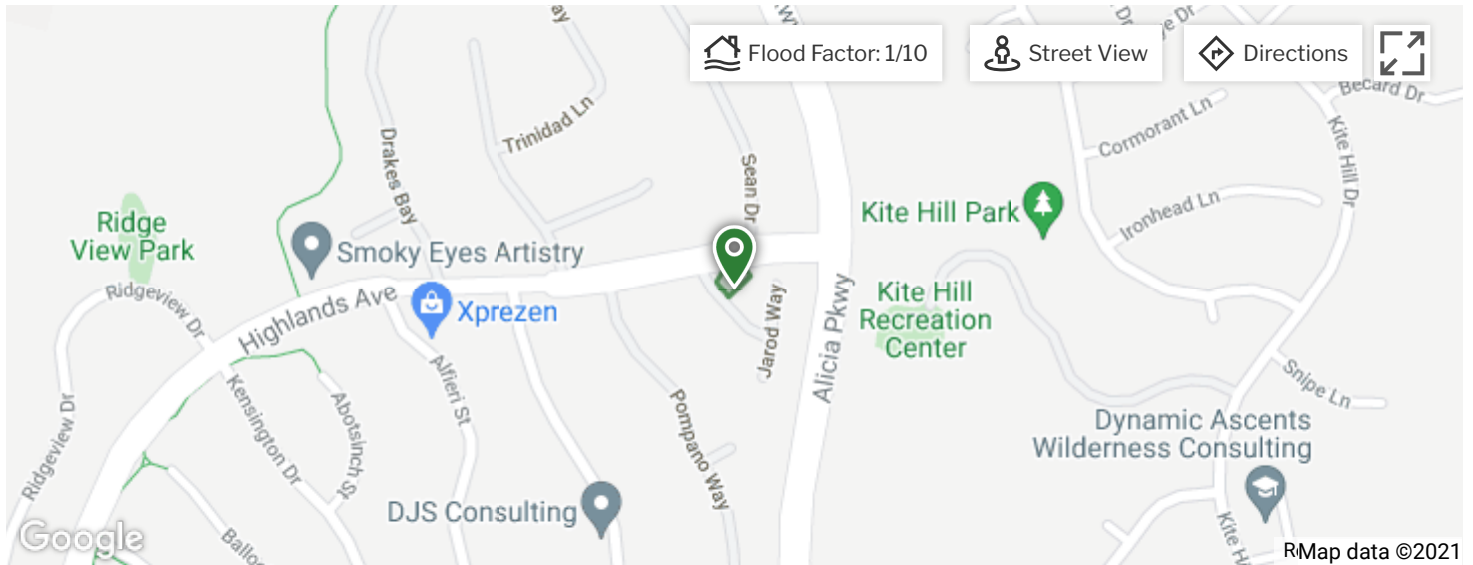 Flood Factor: 1/10
Street View
Directions
Dr
Dr
Becard Dr
Cormorant Ln
Kite Hill Dr
Trinidad Ln
Drakes Bay
Sean Dr
Ironhead Ln
Kite Hill Park
Ridge
View Park
Smoky Eyes Artistry
Ridgeview Dr
Highlands Ave
Xprezen
Kite Hill
Recreation
Center
Jarod Way
Alicia Pkwy
Alfieri St
Snipe Ln
Kensington Dr
Abotsinch St
Pompano Way
Ridgeview Dr
Dynamic Ascents
Wilderness Consulting
DJS Consulting
Google
Map data ©2021